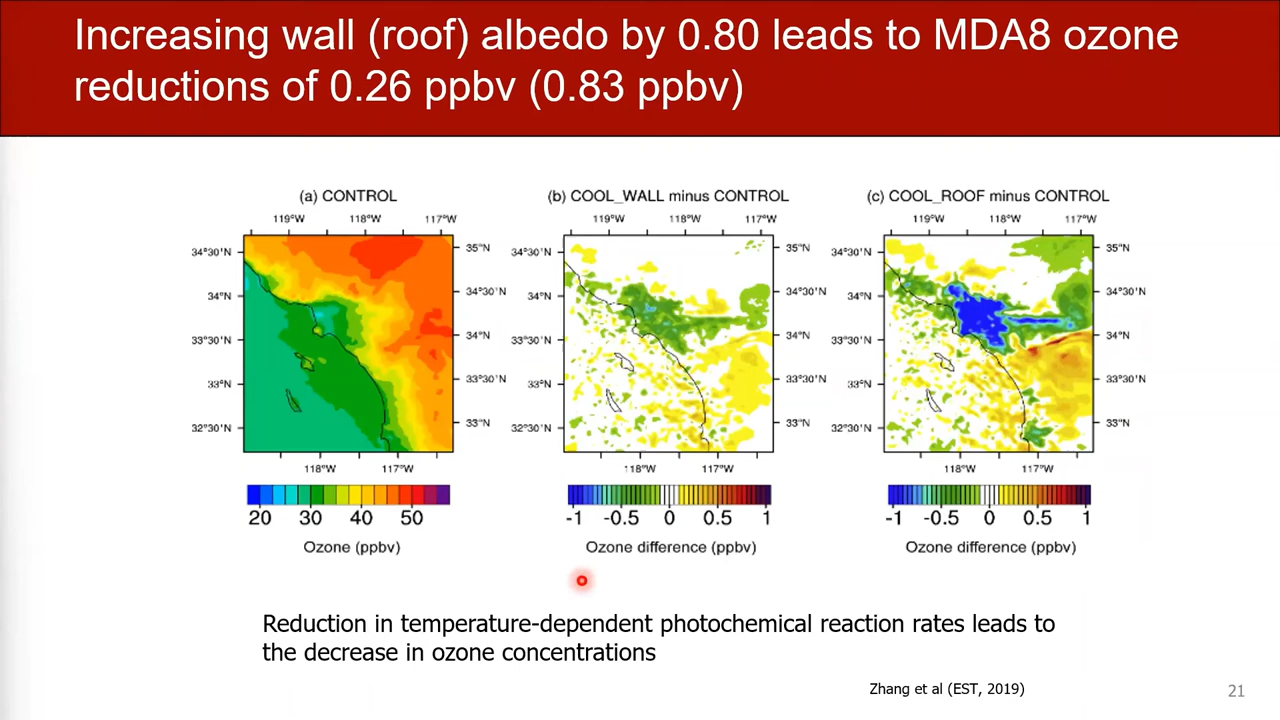 Increasing wall (roof) albedo by 0.80 leads to MDA8 ozone
reductions of 0.26 ppbv (0.83 ppbv)
(a) CONTROL
119°W 118°W 117°W
34°30'N
34°N
33°30'N
33°N
32°30'N
35°N
34°30'N
34°N
33°30'N
33°N
118°W 117°W
20 30 40 50
Ozone (ppbv)
(b) COOL_WALL minus CONTROL
119°W 118°W 117°W
34°30'N
34°N
33°30'N
33°N
32°30'N
35°N
34°30'N
34°N
33°30'N
33°N
118°W 117°W
-1 -0.5 0 0.5 1
Ozone difference (ppbv)
(c) COOL_ROOF minus CONTROL
119°W 118°W 117°W
34°30'N
34°N
33°30'N
33°N
32°30'N
35°N
34°30'N
34°N
33°30'N
33°N
118°W 117°W
-1 -0.5 0 0.5 1
Ozone difference (ppbv)
Reduction in temperature-dependent photochemical reaction rates leads to
the decrease in ozone concentrations
Zhang et al (EST, 2019)
21